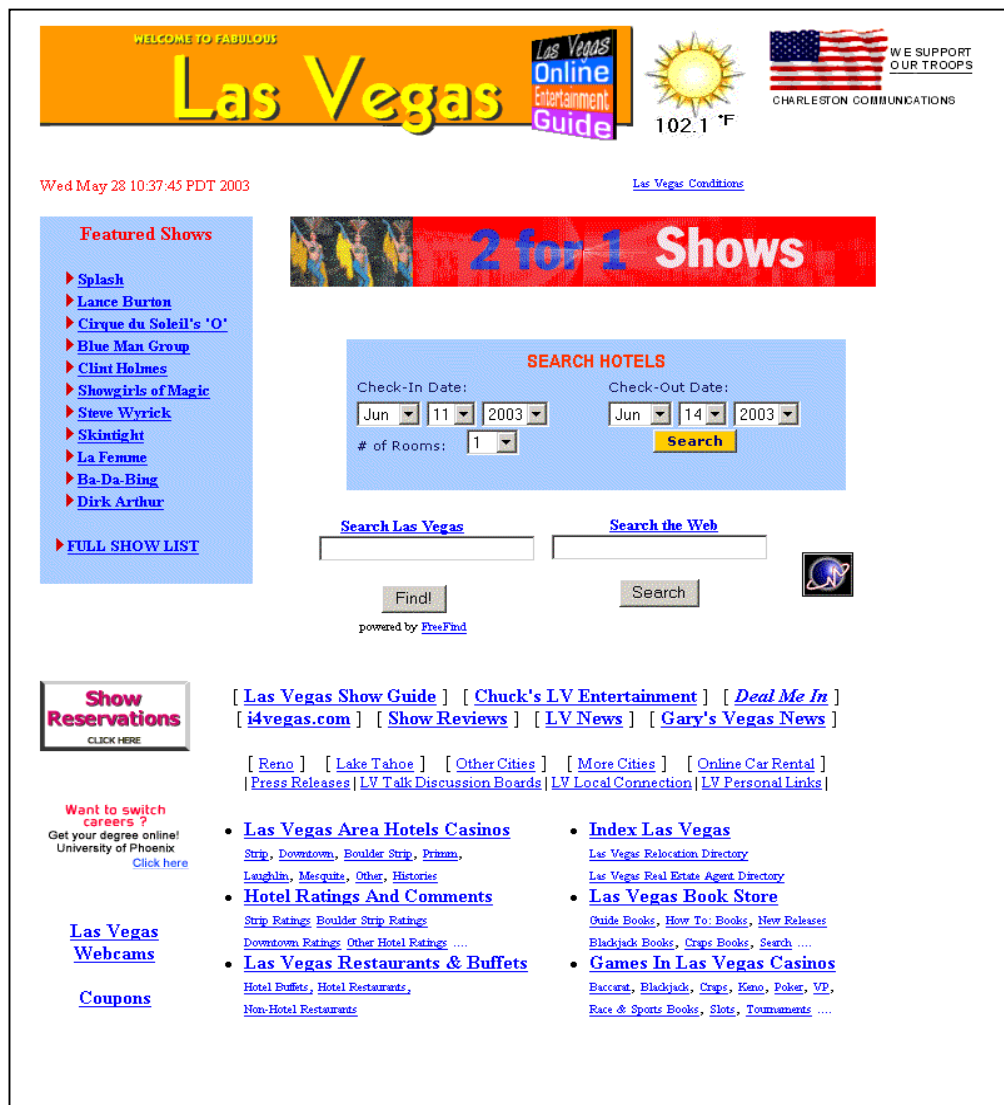 WELCOME TO FABULOUS
Las Vegas
Las Vegas
Online
Entertainment
Guide
102.1 °F
WE SUPPORT
OUR TROOPS
CHARLESTON COMMUNICATIONS
Wed May 28 10:37:45 PDT 2003
Las Vegas Conditions
Featured Shows
Splash
Lance Burton
Cirque du Soleil's 'O'
Blue Man Group
Clint Holmes
Showgirls of Magic
Steve Wyrick
Skintight
La Femme
Ba-Da-Bing
Dirk Arthur
FULL SHOW LIST
2 for 1 Shows
SEARCH HOTELS
Check-In Date: Check-Out Date:
Jun 11 2003 Jun 14 2003
# of Rooms: 1 Search
Search Las Vegas Search the Web
Find! Search
powered by FreeFind
Show
Reservations
CLICK HERE
[ Las Vegas Show Guide ] [ Chuck's LV Entertainment ] [ Deal Me In ]
[ i4vegas.com ] [ Show Reviews ] [ LV News ] [ Gary's Vegas News ]
[ Reno ] [ Lake Tahoe ] [ Other Cities ] [ More Cities ] [ Online Car Rental ]
| Press Releases | LV Talk Discussion Boards | LV Local Connection | LV Personal Links |
Want to switch
careers ?
Get your degree online!
University of Phoenix
Click here
Las Vegas
Webcams
Coupons
Las Vegas Area Hotels Casinos
Strip, Downtown, Boulder Strip, Primm,
Laughlin, Mesquite, Other, Histories
Hotel Ratings And Comments
Strip Ratings Boulder Strip Ratings
Downtown Ratings Other Hotel Ratings ....
Las Vegas Restaurants & Buffets
Hotel Buffets, Hotel Restaurants,
Non-Hotel Restaurants
Index Las Vegas
Las Vegas Relocation Directory
Las Vegas Real Estate Agent Directory
Las Vegas Book Store
Guide Books, How To: Books, New Releases
Blackjack Books, Craps Books, Search ....
Games In Las Vegas Casinos
Baccarat, Blackjack, Craps, Keno, Poker, VP,
Race & Sports Books, Slots, Tournaments ....